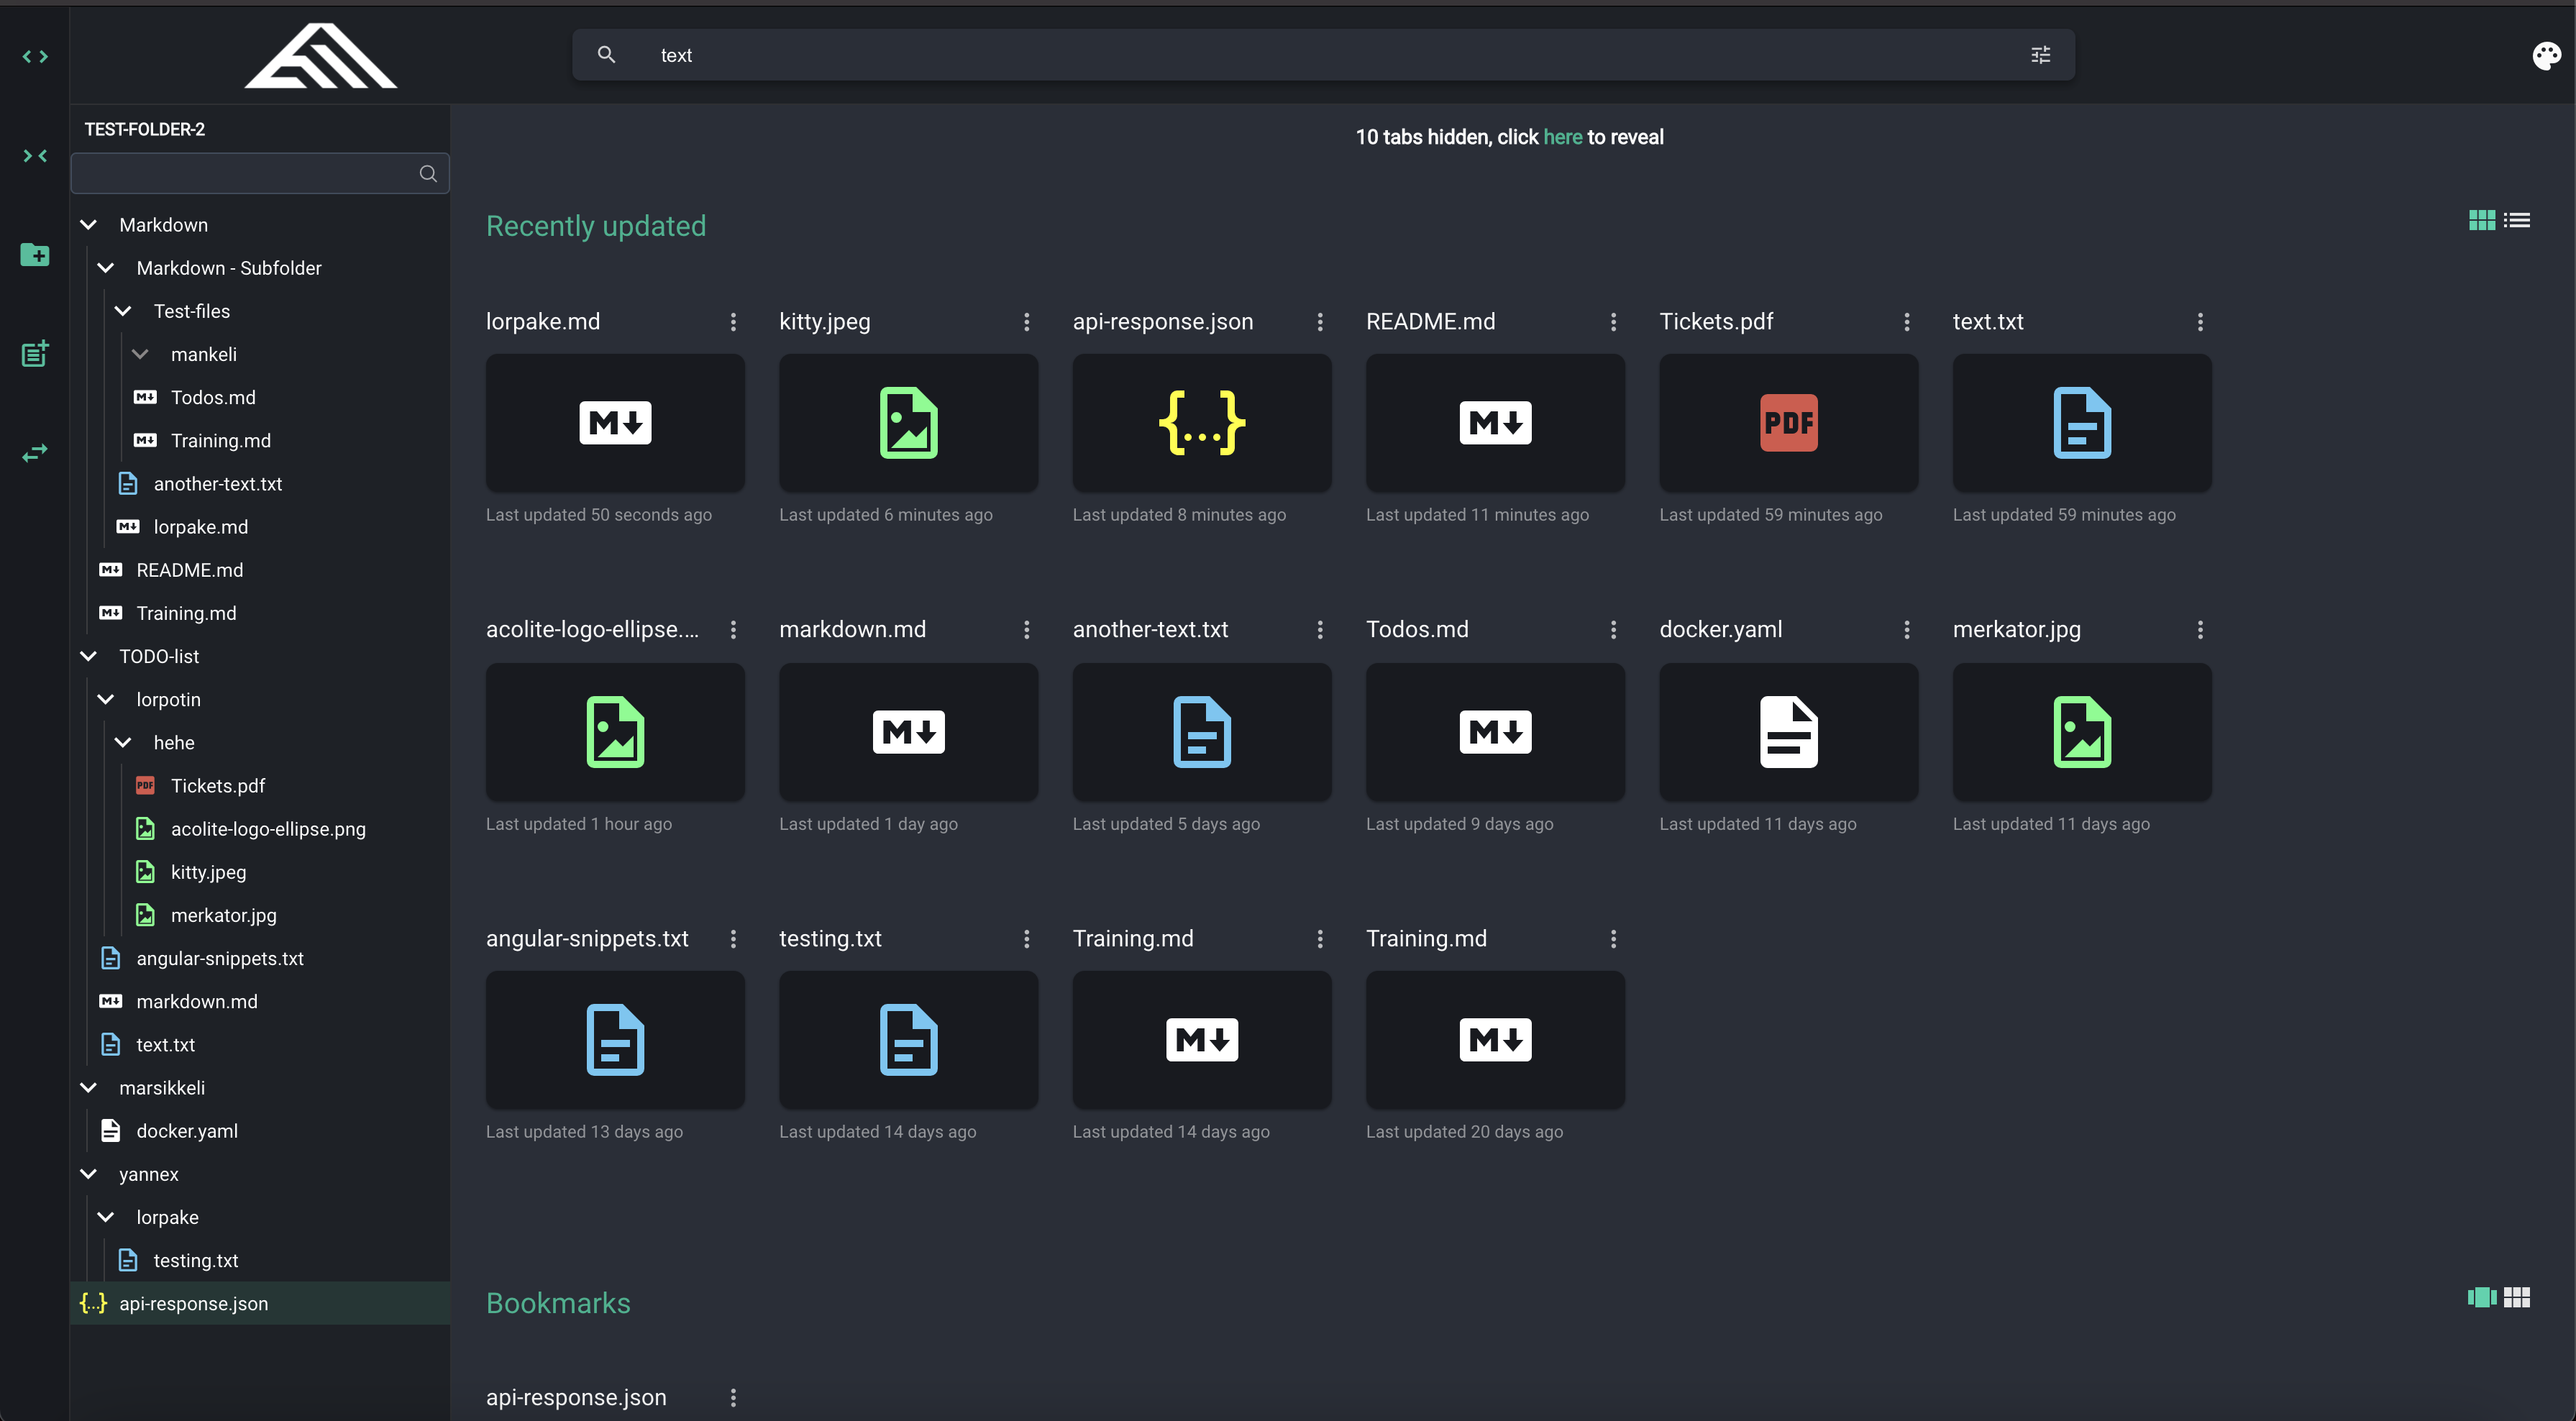 text
TEST-FOLDER-2
10 tabs hidden, click here to reveal
Markdown
Markdown - Subfolder
Test-files
mankeli
Todos.md
Training.md
another-text.txt
lorpake.md
README.md
Training.md
TODO-list
lorpotin
hehe
PDF Tickets.pdf
acolite-logo-ellipse.png
kitty.jpeg
merkator.jpg
angular-snippets.txt
markdown.md
text.txt
marsikkeli
docker.yaml
yannex
lorpake
testing.txt
{...} api-response.json
Recently updated
lorpake.md kitty.jpeg api-response.json README.md Tickets.pdf text.txt
M M PDF
{...}
Last updated 50 seconds ago Last updated 6 minutes ago Last updated 8 minutes ago Last updated 11 minutes ago Last updated 59 minutes ago Last updated 59 minutes ago
acolite-logo-ellipse.... markdown.md another-text.txt Todos.md docker.yaml merkator.jpg
M M
Last updated 1 hour ago Last updated 1 day ago Last updated 5 days ago Last updated 9 days ago Last updated 11 days ago Last updated 11 days ago
angular-snippets.txt testing.txt Training.md Training.md
M M
Last updated 13 days ago Last updated 14 days ago Last updated 14 days ago Last updated 20 days ago
Bookmarks
api-response.json